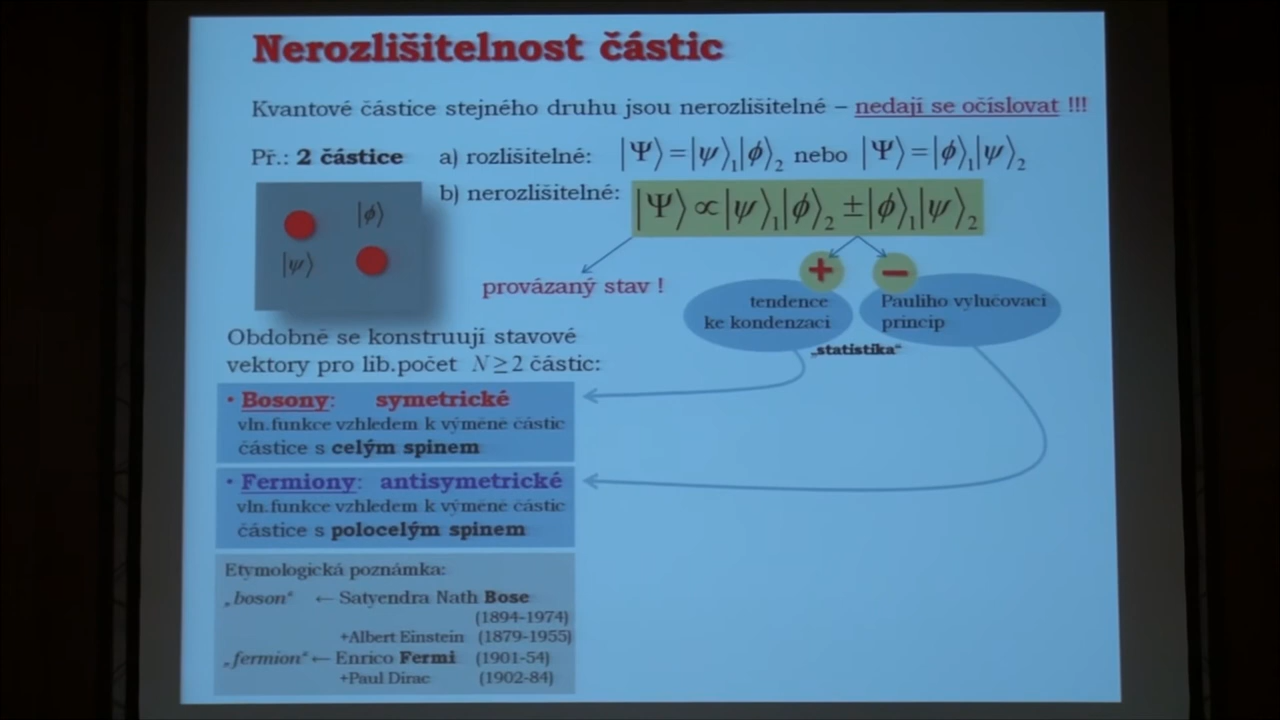 Nerozlišitelnost částic
Kvantové částice stejného druhu jsou nerozlišitelné – nedají se očíslovat !!!
Př.: 2 částice a) rozlišitelné: |Ψ⟩=|ψ⟩₁|ϕ⟩₂ nebo |Ψ⟩=|ϕ⟩₁|ψ⟩₂
b) nerozlišitelné: |Ψ⟩∝|ψ⟩₁|ϕ⟩₂ ±|ϕ⟩₁|ψ⟩₂
|ϕ⟩
|ψ⟩
provázaný stav !
+
−
tendence
ke kondenzaci
Pauliho vylučovací
princip
„statistika“
Obdobně se konstruují stavové
vektory pro lib.počet N≥2 částic:
• Bosony: symetrické
vln.funkce vzhledem k výměně částic
částice s celým spinem
• Fermiony: antisymetrické
vln.funkce vzhledem k výměně částic
částice s polocelým spinem
Etymologická poznámka:
„boson“ ← Satyendra Nath Bose
(1894-1974)
+Albert Einstein (1879-1955)
„fermion“ ← Enrico Fermi (1901-54)
+Paul Dirac (1902-84)